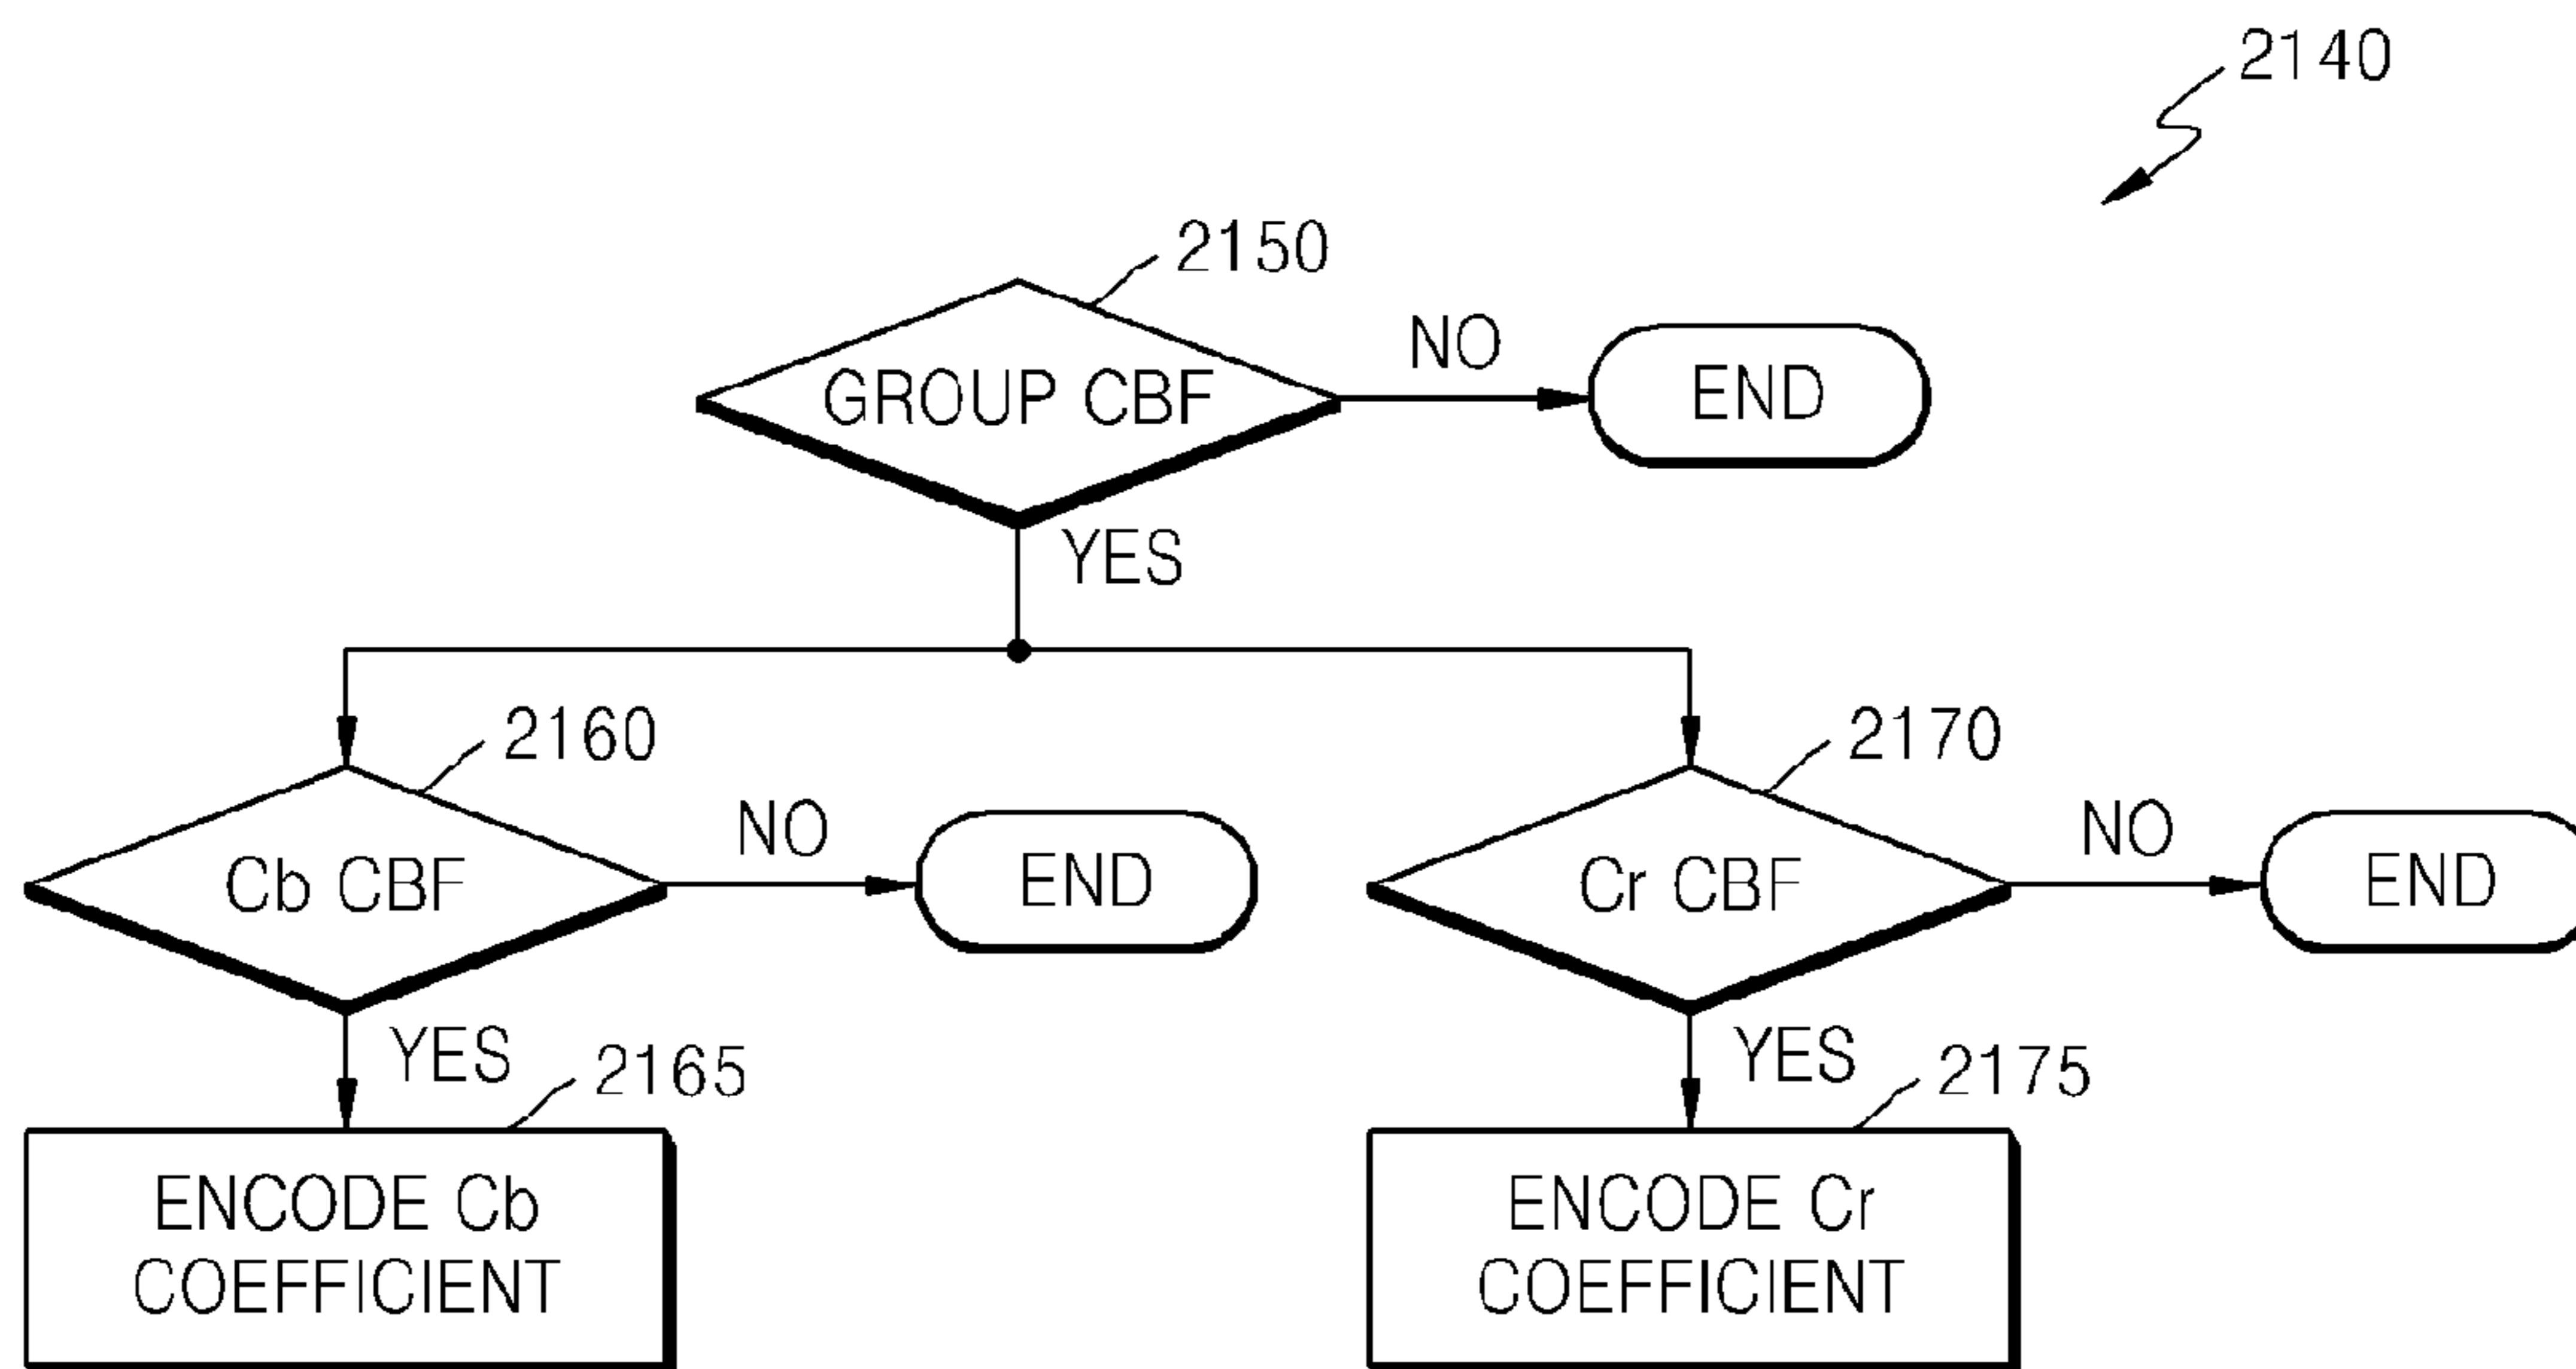 2140
2150
GROUP CBF
NO
END
YES
2160
Cb CBF
NO
END
2170
Cr CBF
NO
END
YES
2165
ENCODE Cb
COEFFICIENT
YES
2175
ENCODE Cr
COEFFICIENT